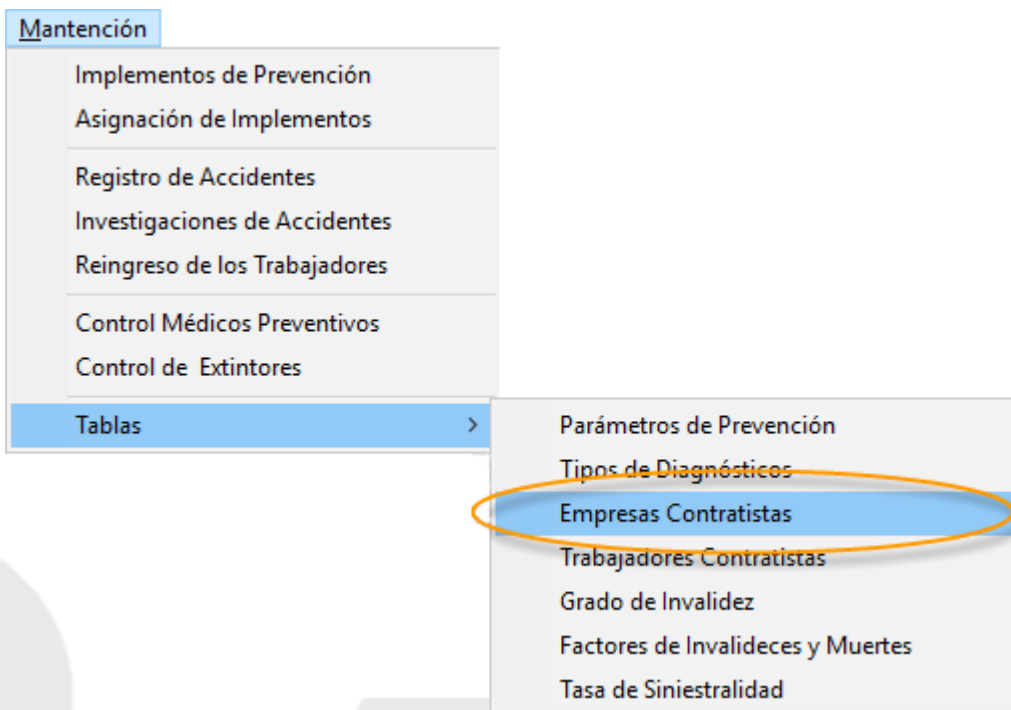 Mantención
Implementos de Prevención
Asignación de Implementos
Registro de Accidentes
Investigaciones de Accidentes
Reingreso de los Trabajadores
Control Médicos Preventivos
Control de Extintores
Tablas
Parámetros de Prevención
Tipos de Diagnósticos
Empresas Contratistas
Trabajadores Contratistas
Grado de Invalidez
Factores de Invalideces y Muertes
Tasa de Siniestralidad